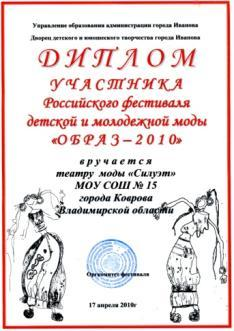 Управление образования администрации города Иванова
Дворец детского и юношеского творчества города Иванова
ДИПЛОМ
УЧАСТНИКА
Российского фестиваля
детской и молодежной моды
«ОБРАЗ – 2010»
вручается
театру моды «Силуэт»
МОУ СОШ № 15
города Коврова
Владимирской области
Оргкомитет фестиваля
17 апреля 2010г